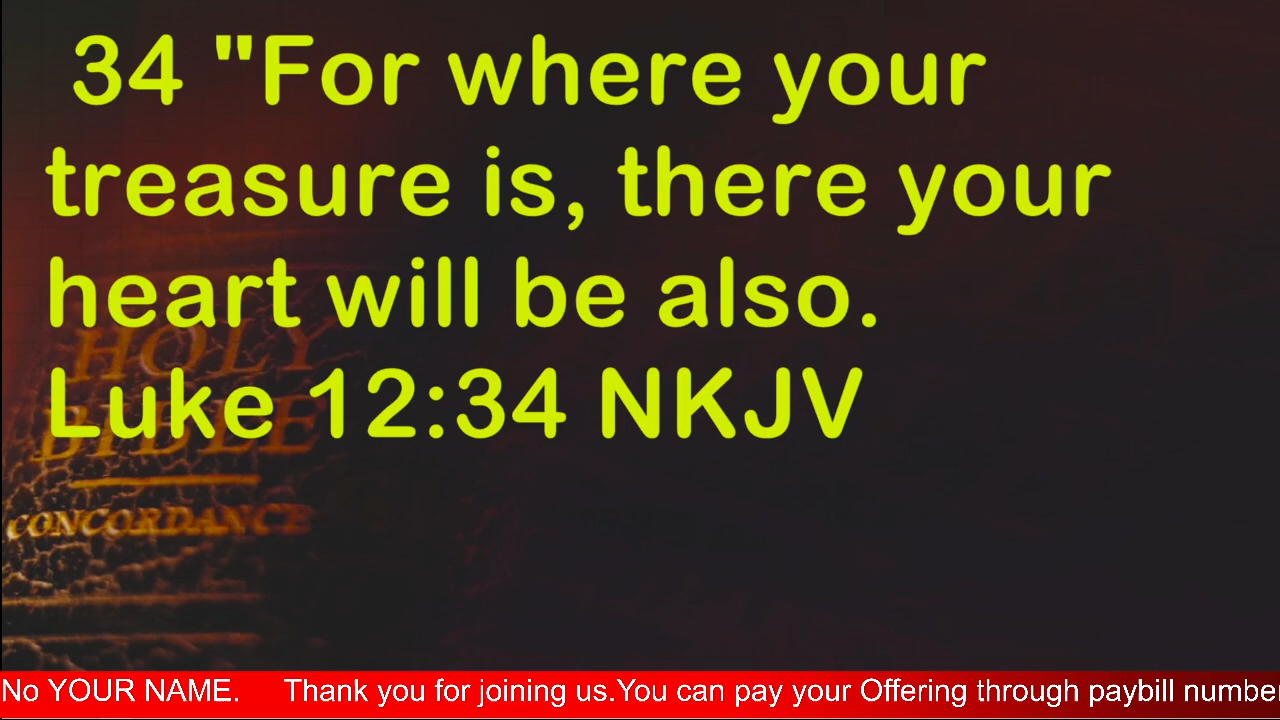 34 "For where your
treasure is, there your
heart will be also.
Luke 12:34 NKJV
HOLY
BIBLE
CONCORDANCE
No YOUR NAME. Thank you for joining us.You can pay your Offering through paybill number